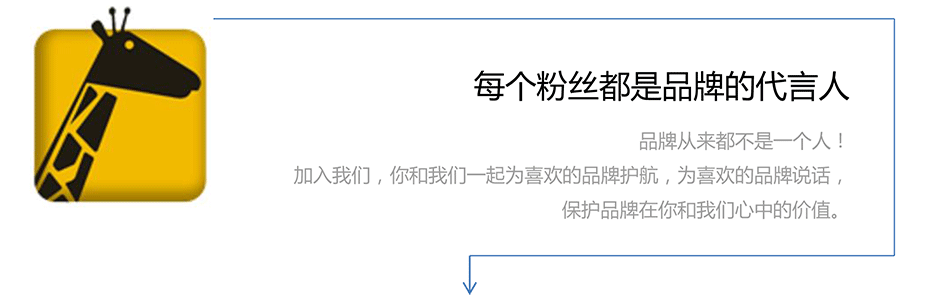 每个粉丝都是品牌的代言人
品牌从来都不是一个人！
加入我们，你和我们一起为喜欢的品牌护航，为喜欢的品牌说话，
保护品牌在你和我们心中的价值。